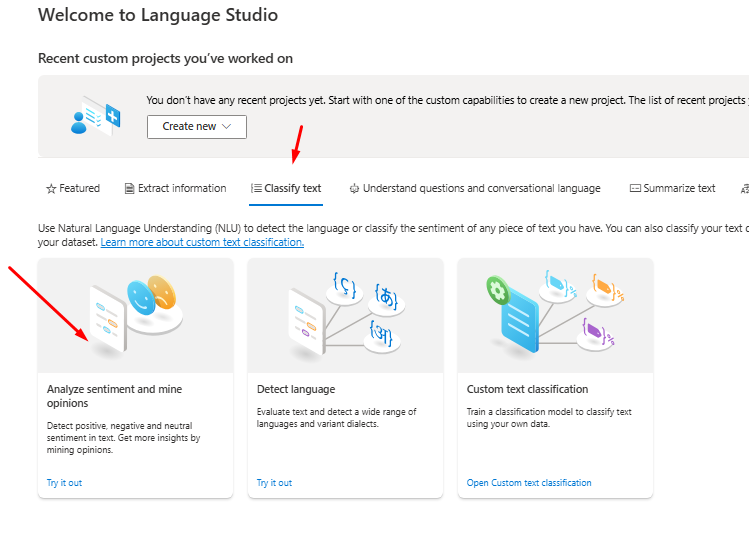 Welcome to Language Studio
Recent custom projects you've worked on
You don't have any recent projects yet. Start with one of the custom capabilities to create a new project. The list of recent projects
Create new
Featured
Extract information
Classify text
Understand questions and conversational language
Summarize text
Use Natural Language Understanding (NLU) to detect the language or classify the sentiment of any piece of text you have. You can also classify your text
your dataset. Learn more about custom text classification.
{ç}
{あ}
{अ}
Analyze sentiment and mine
opinions
Detect positive, negative and neutral
sentiment in text. Get more insights by
mining opinions.
Try it out
Detect language
Evaluate text and detect a wide range of
languages and variant dialects.
Try it out
Custom text classification
Train a classification model to classify text
using your own data.
Open Custom text classification